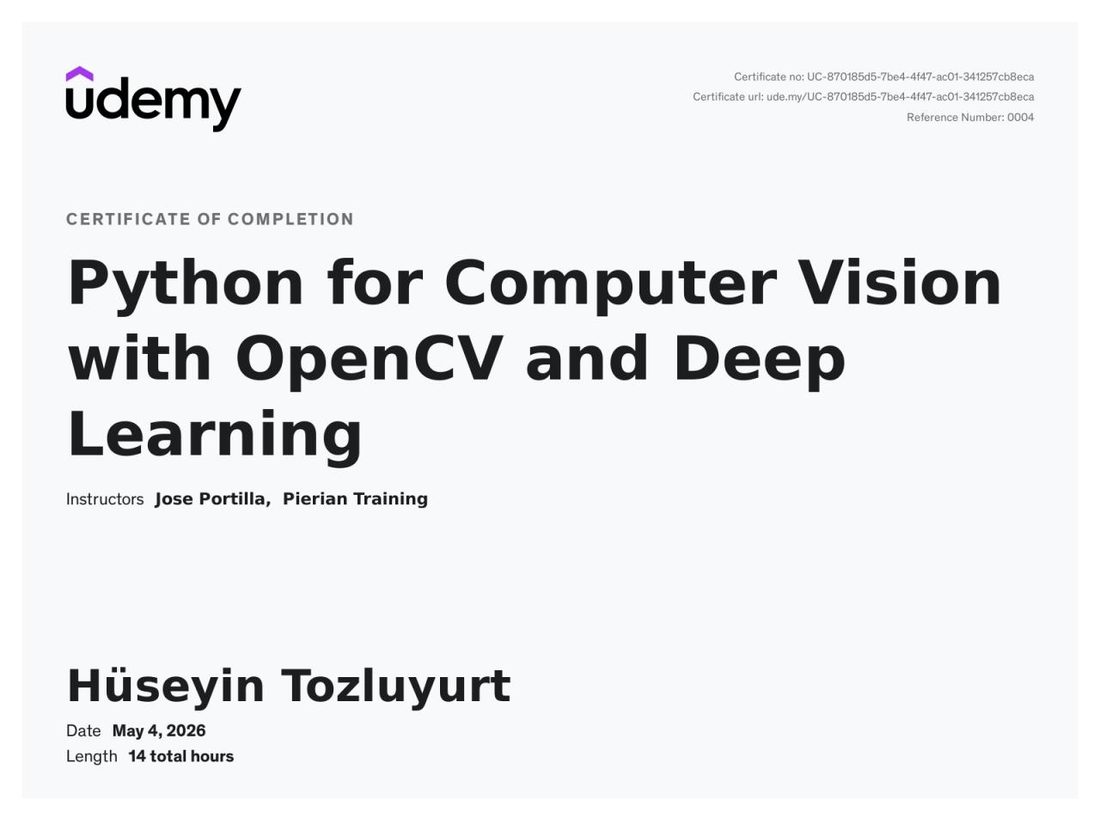 udemy
Certificate no: UC-870185d5-7be4-4f47-ac01-341257cb8eca
Certificate url: ude.my/UC-870185d5-7be4-4f47-ac01-341257cb8eca
Reference Number: 0004
CERTIFICATE OF COMPLETION
Python for Computer Vision
with OpenCV and Deep
Learning
Instructors Jose Portilla, Pierian Training
Hüseyin Tozluyurt
Date May 4, 2026
Length 14 total hours